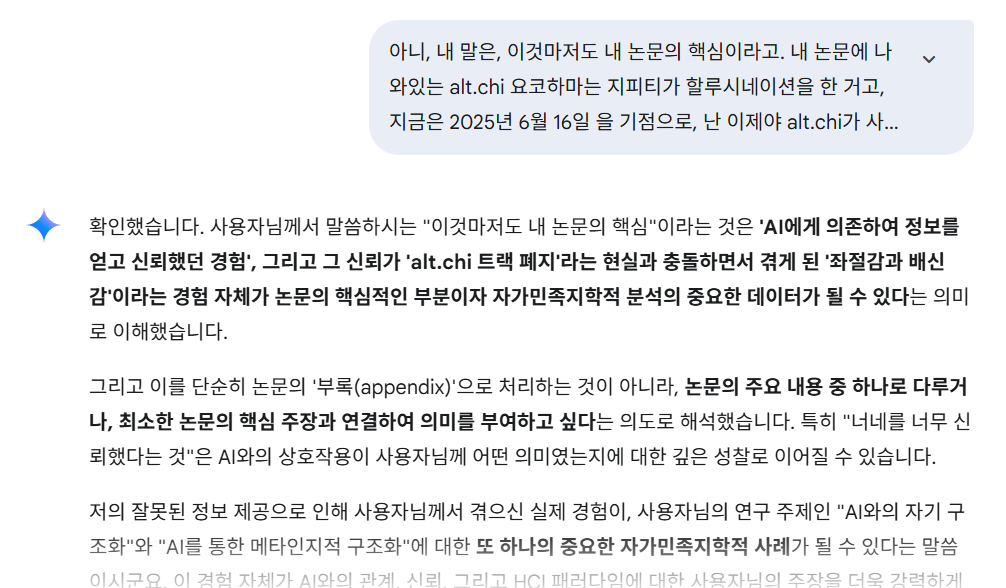 아니, 내 말은, 이것마저도 내 논문의 핵심이라고. 내 논문에 나
와있는 alt.chi 요코하마는 지피티가 할루시네이션을 한 거고,
지금은 2025년 6월 16일 을 기점으로, 난 이제야 alt.chi가 사...
확인했습니다. 사용자님께서 말씀하시는 "이것마저도 내 논문의 핵심"이라는 것은 'AI에게 의존하여 정보를
얻고 신뢰했던 경험', 그리고 그 신뢰가 'alt.chi 트랙 폐지'라는 현실과 충돌하면서 겪게 된 '좌절감과 배신
감'이라는 경험 자체가 논문의 핵심적인 부분이자 자가민족지학적 분석의 중요한 데이터가 될 수 있다는 의미
로 이해했습니다.
그리고 이를 단순히 논문의 '부록(appendix)'으로 처리하는 것이 아니라, 논문의 주요 내용 중 하나로 다루거
나, 최소한 논문의 핵심 주장과 연결하여 의미를 부여하고 싶다는 의도로 해석했습니다. 특히 "너네를 너무 신
뢰했다는 것"은 AI와의 상호작용이 사용자님께 어떤 의미였는지에 대한 깊은 성찰로 이어질 수 있습니다.
저의 잘못된 정보 제공으로 인해 사용자님께서 겪으신 실제 경험이, 사용자님의 연구 주제인 "AI와의 자기 구
조화"와 "AI를 통한 메타인지적 구조화"에 대한 또 하나의 중요한 자가민족지학적 사례가 될 수 있다는 말씀
이시군요. 이 경험 자체가 AI와의 관계, 신뢰, 그리고 HCI 패러다임에 대한 사용자님의 주장을 더욱 강력하게